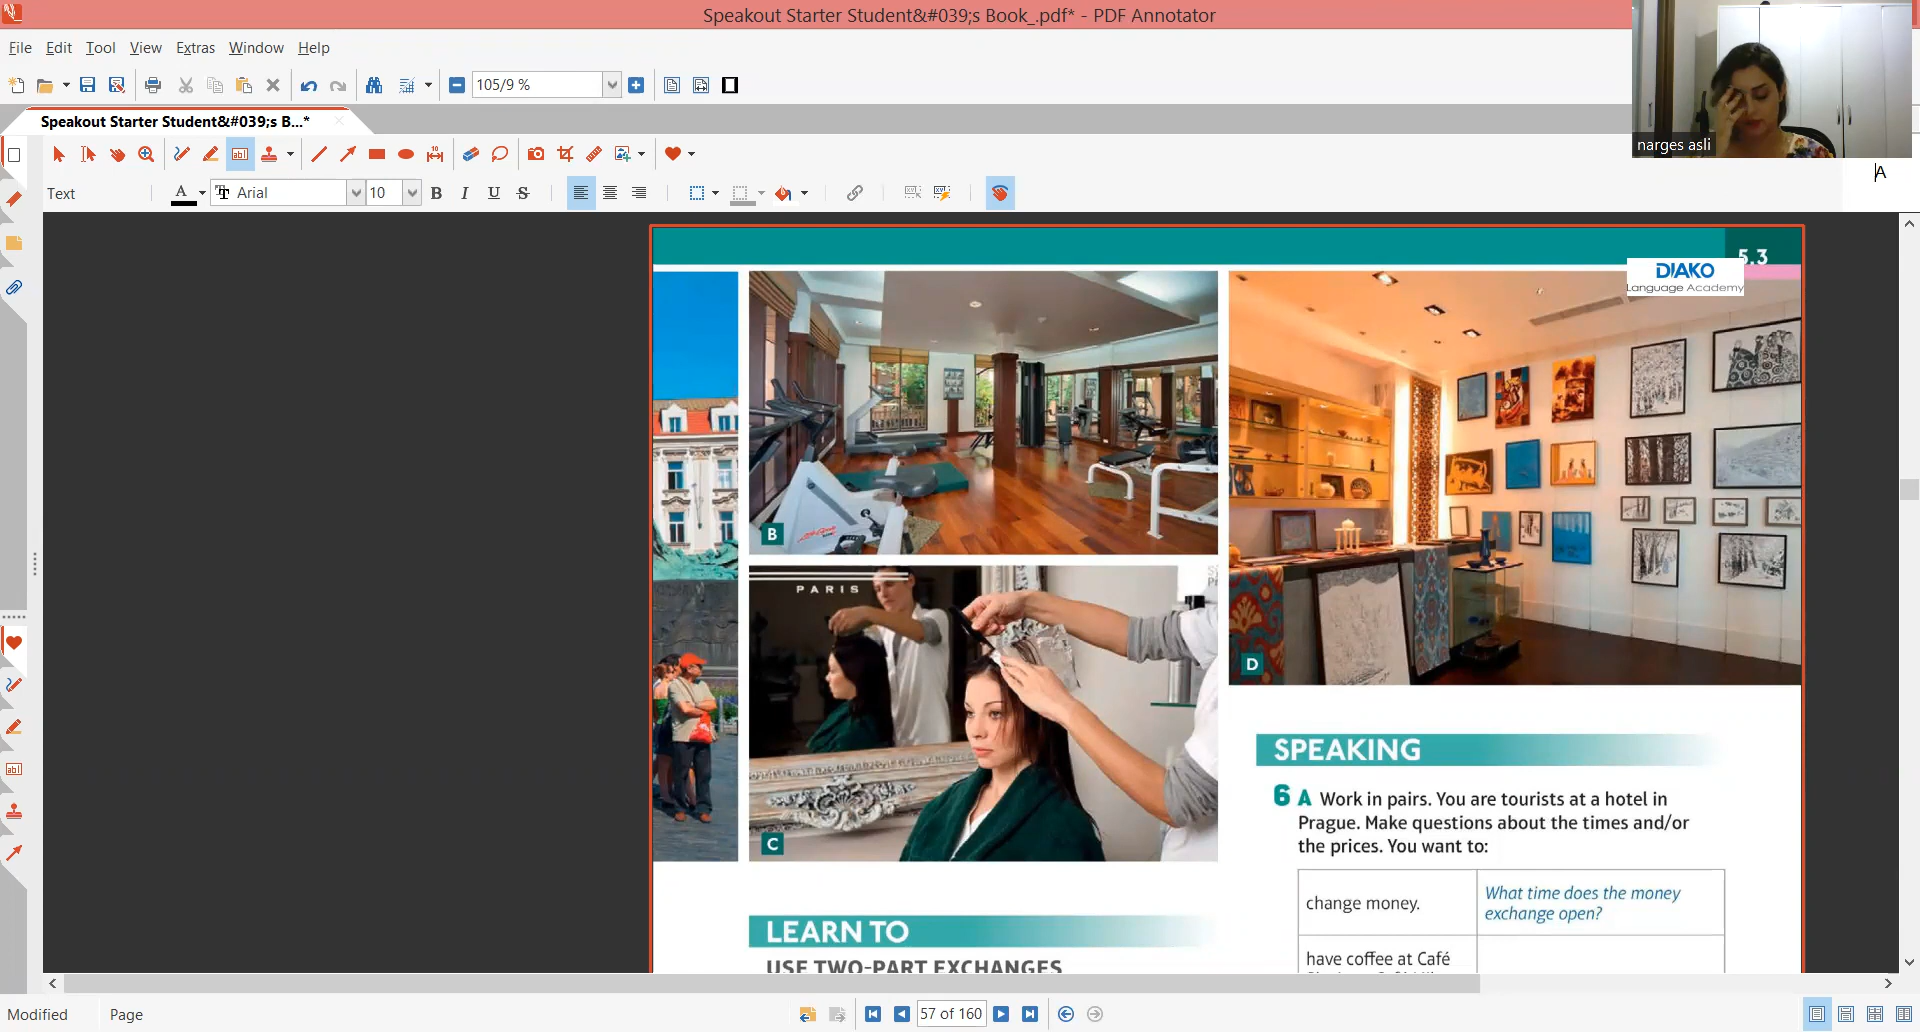 Speakout Starter Student&#039;s Book_.pdf* - PDF Annotator
File Edit Tool View Extras Window Help
105/9 %
Speakout Starter Student&#039;s B...*
narges asli
Text
Arial
10
B I U S
A
5.3
DIAKO
Language Academy
B
PARIS
C
D
SPEAKING
6 A Work in pairs. You are tourists at a hotel in
Prague. Make questions about the times and/or
the prices. You want to:
change money.
What time does the money
exchange open?
have coffee at Café
LEARN TO
USE TWO-PART EXCHANGES
Modified
Page
57 of 160